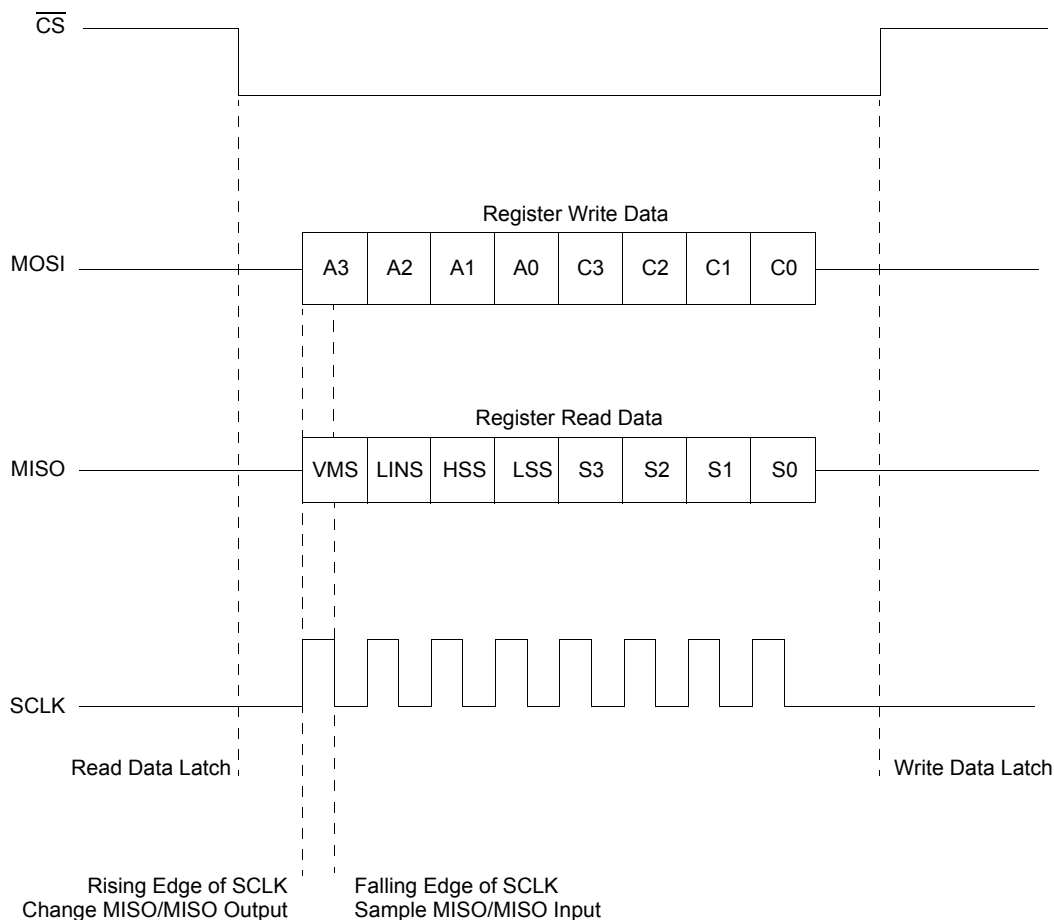 CS
Register Write Data
MOSI
A3 A2 A1 A0 C3 C2 C1 C0
Register Read Data
MISO
VMS LINS HSS LSS S3 S2 S1 S0
SCLK
Read Data Latch
Write Data Latch
Rising Edge of SCLK
Change MISO/MISO Output
Falling Edge of SCLK
Sample MISO/MISO Input